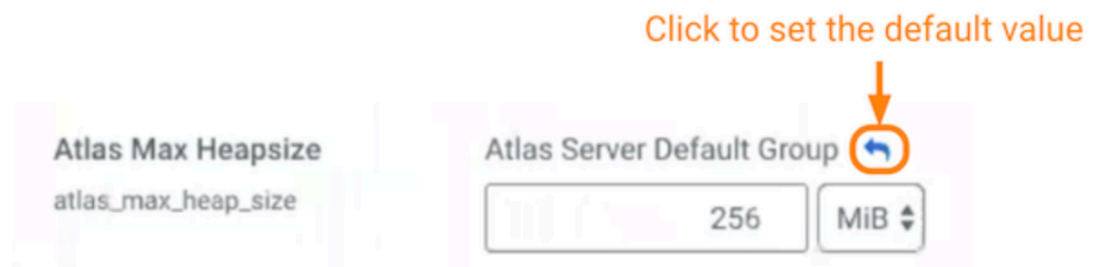 Click to set the default value
Atlas Max Heapsize
Atlas Server Default Group
atlas_max_heap_size
256
MiB